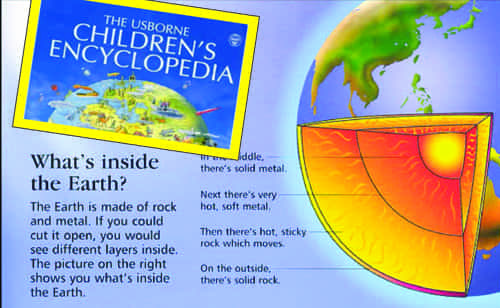 THE USBORNE
CHILDREN'S
ENCYCLOPEDIA
What's inside
the Earth?
The Earth is made of rock
and metal. If you could
cut it open, you would
see different layers inside.
The picture on the right
shows you what's inside
the Earth.
In the middle,
there's solid metal.
Next there's very
hot, soft metal.
Then there's hot, sticky
rock which moves.
On the outside,
there's solid rock.